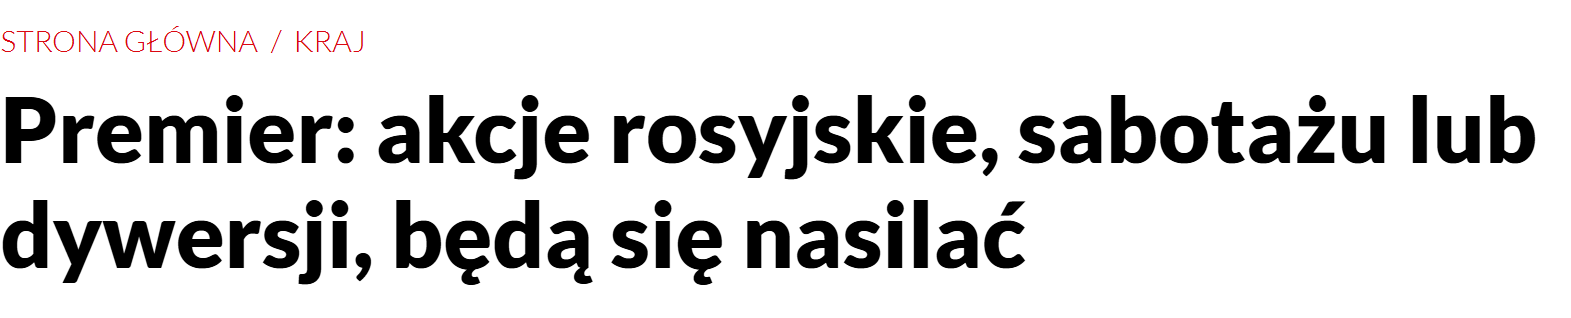 STRONA GŁÓWNA / KRAJ
Premier: akcje rosyjskie, sabotażu lub
dywersji, będą się nasilać